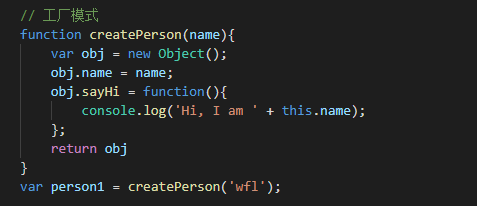 // 工厂模式
function createPerson(name){
    var obj = new Object();
    obj.name = name;
    obj.sayHi = function(){
        console.log('Hi, I am ' + this.name);
    };
    return obj
}
var person1 = createPerson('wfl');